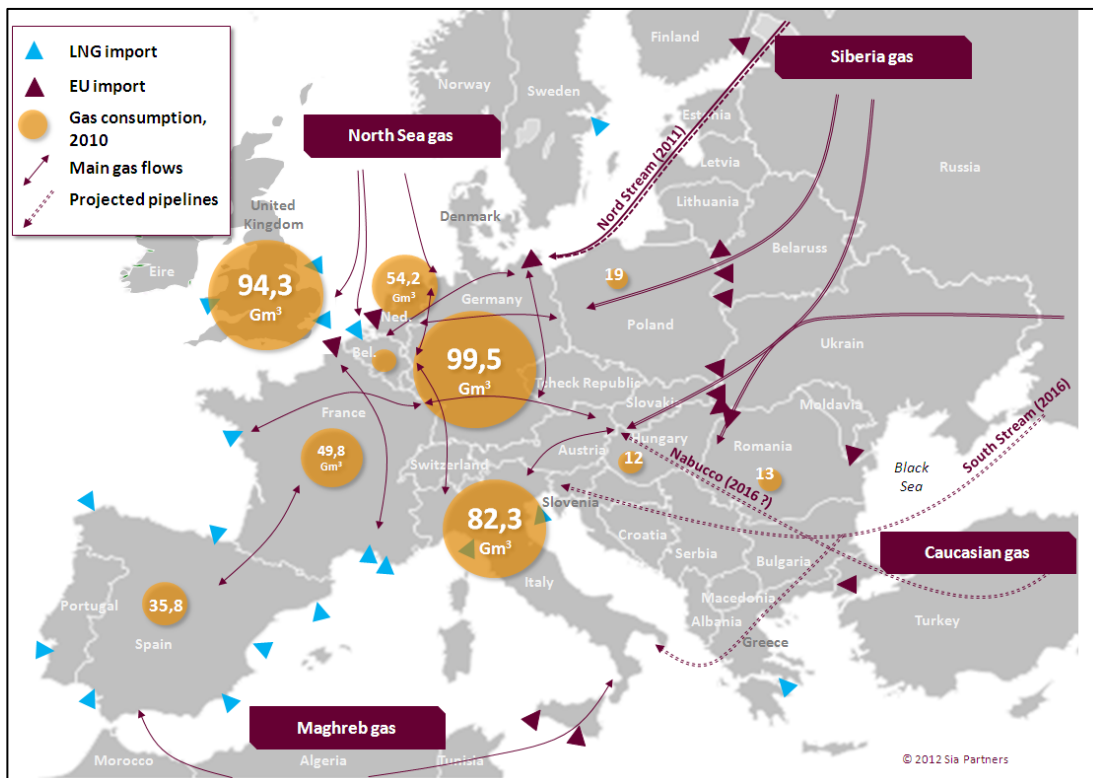 LNG import
EU import
Gas consumption,
2010
Main gas flows
Projected pipelines
North Sea gas
Siberia gas
Finland
Norway
Sweden
Estonia
Russia
Letvia
Lithuania
Nord Stream (2011)
United
Kingdom
Denmark
Belaruss
Eire
94,3
Gm³
54,2
Gm³
Ned.
Germany
19
Poland
Bel.
99,5
Gm³
Ukrain
Tcheck Republic
Slovakia
Moldavia
France
49,8
Gm³
Switzerland
Austria
Hungary
12
Romania
13
Nabucco (2016 ?)
South Stream (2016)
Black
Sea
Slovenia
82,3
Gm³
Croatia
Serbia
Bulgaria
Caucasian gas
Italy
Macedonia
Albania
Greece
Turkey
Portugal
35,8
Spain
Maghreb gas
Morocco
Algeria
Tunisia
© 2012 Sia Partners